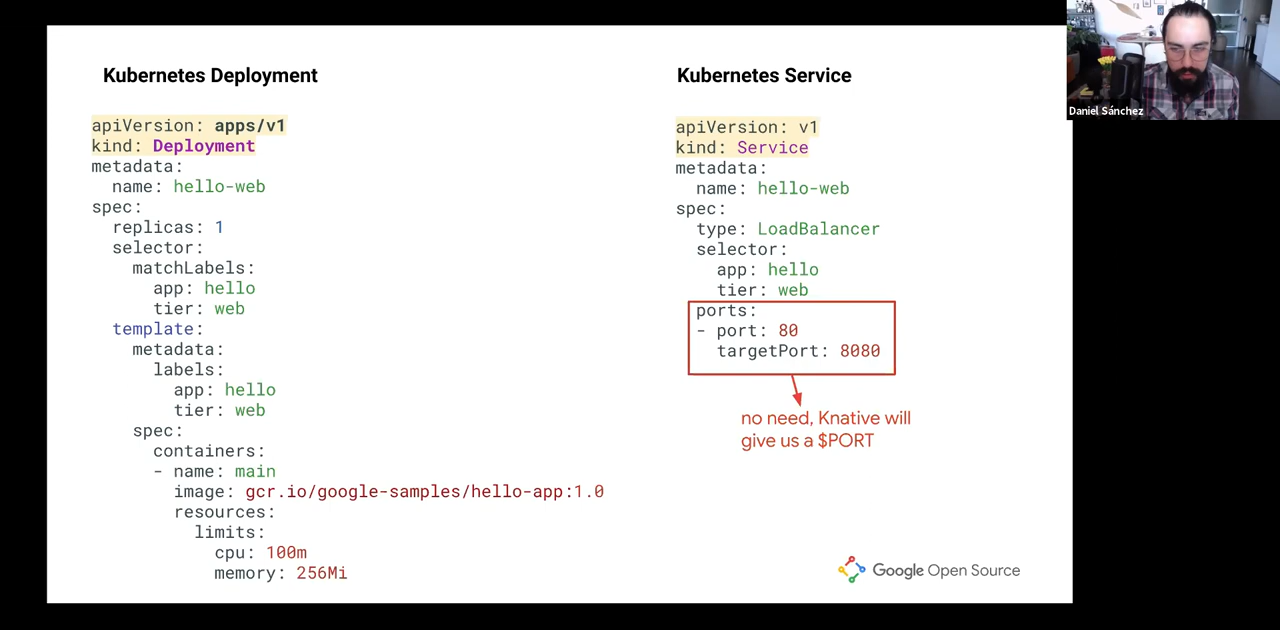 Kubernetes Deployment
apiVersion: apps/v1
kind: Deployment
metadata:
  name: hello-web
spec:
  replicas: 1
  selector:
    matchLabels:
      app: hello
      tier: web
  template:
    metadata:
      labels:
        app: hello
        tier: web
    spec:
      containers:
      - name: main
        image: gcr.io/google-samples/hello-app:1.0
        resources:
          limits:
            cpu: 100m
            memory: 256Mi
Kubernetes Service
apiVersion: v1
kind: Service
metadata:
  name: hello-web
spec:
  type: LoadBalancer
  selector:
    app: hello
    tier: web
  ports:
  - port: 80
    targetPort: 8080
no need, Knative will
give us a $PORT
Google Open Source
Daniel Sánchez